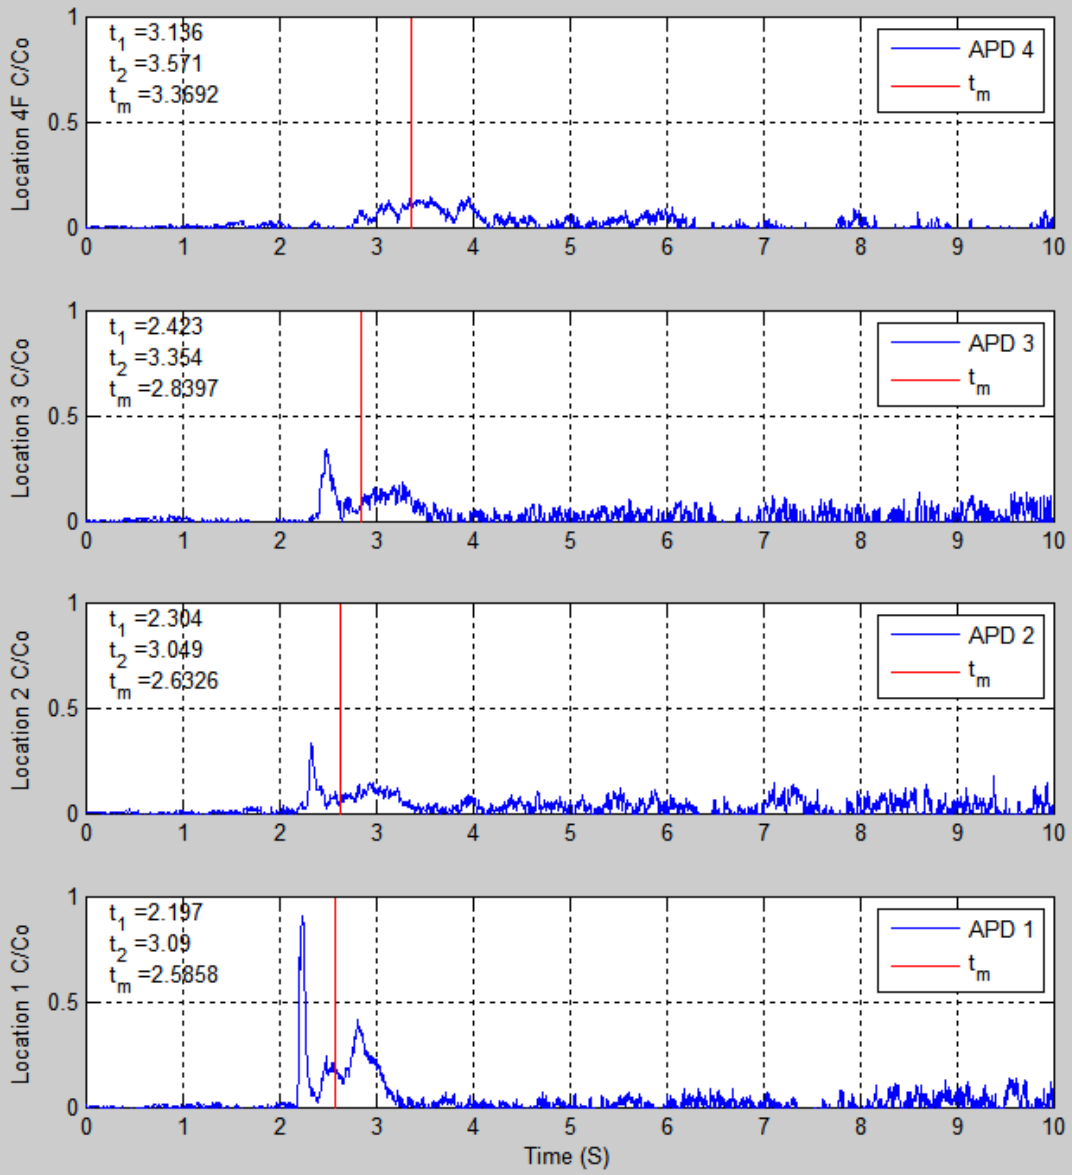 Location 4F C/Co
1
0.5
0
t1 =3.136
t2 =3.571
tm =3.3692
APD 4
tm
0 1 2 3 4 5 6 7 8 9 10
Location 3 C/Co
1
0.5
0
t1 =2.423
t2 =3.354
tm =2.8397
APD 3
tm
0 1 2 3 4 5 6 7 8 9 10
Location 2 C/Co
1
0.5
0
t1 =2.304
t2 =3.049
tm =2.6326
APD 2
tm
0 1 2 3 4 5 6 7 8 9 10
Location 1 C/Co
1
0.5
0
t1 =2.197
t2 =3.09
tm =2.5858
APD 1
tm
0 1 2 3 4 5 6 7 8 9 10
Time (S)